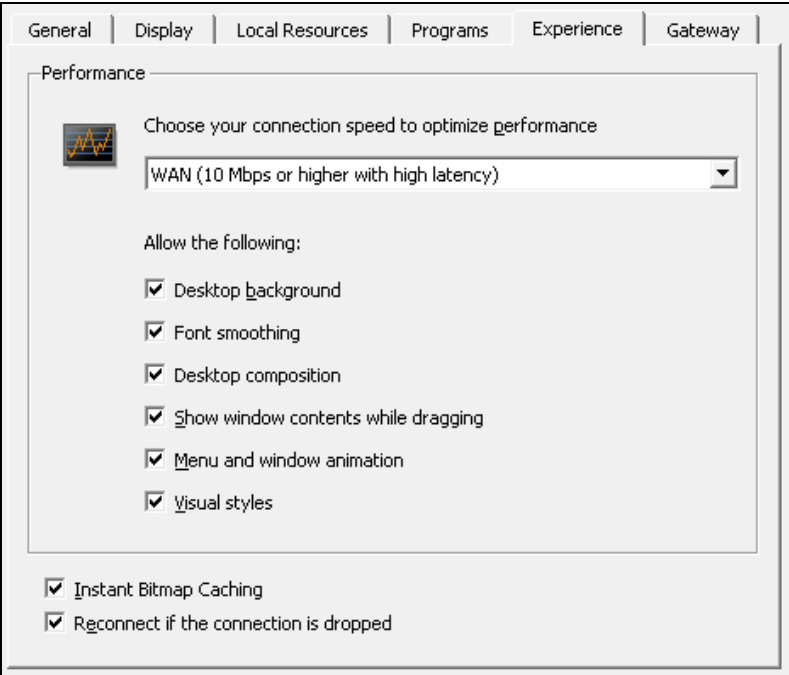 General Display Local Resources Programs Experience Gateway
Performance
Choose your connection speed to optimize performance
WAN (10 Mbps or higher with high latency)
Allow the following:
Desktop background
Font smoothing
Desktop composition
Show window contents while dragging
Menu and window animation
Visual styles
Instant Bitmap Caching
Reconnect if the connection is dropped